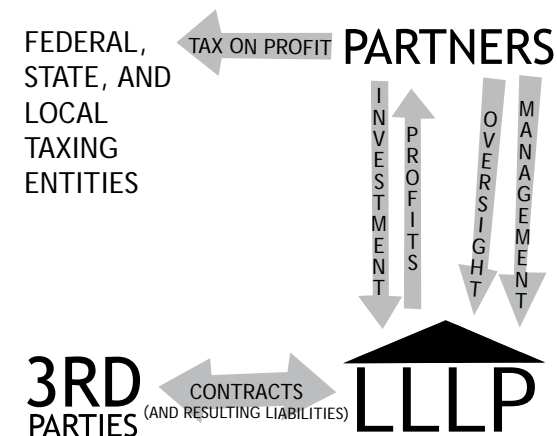 FEDERAL,
STATE, AND
LOCAL
TAXING
ENTITIES
TAX ON PROFIT
PARTNERS
INVESTMENT
PROFITS
OVERSIGHT
MANAGEMENT
3RD
PARTIES
CONTRACTS
(AND RESULTING LIABILITIES)
LLLP